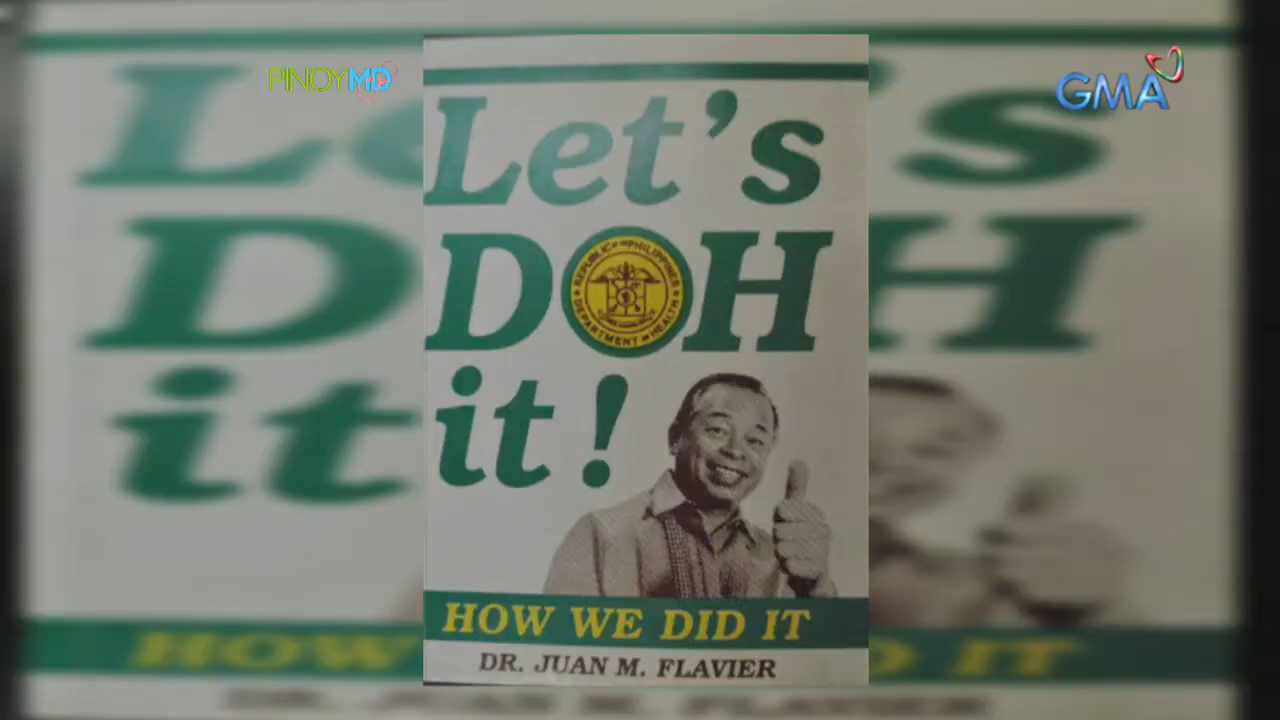 PINOYMD
GMA
Let's
DOH
REPUBLIC OF THE PHILIPPINES
DEPARTMENT OF HEALTH
it!
HOW WE DID IT
DR. JUAN M. FLAVIER